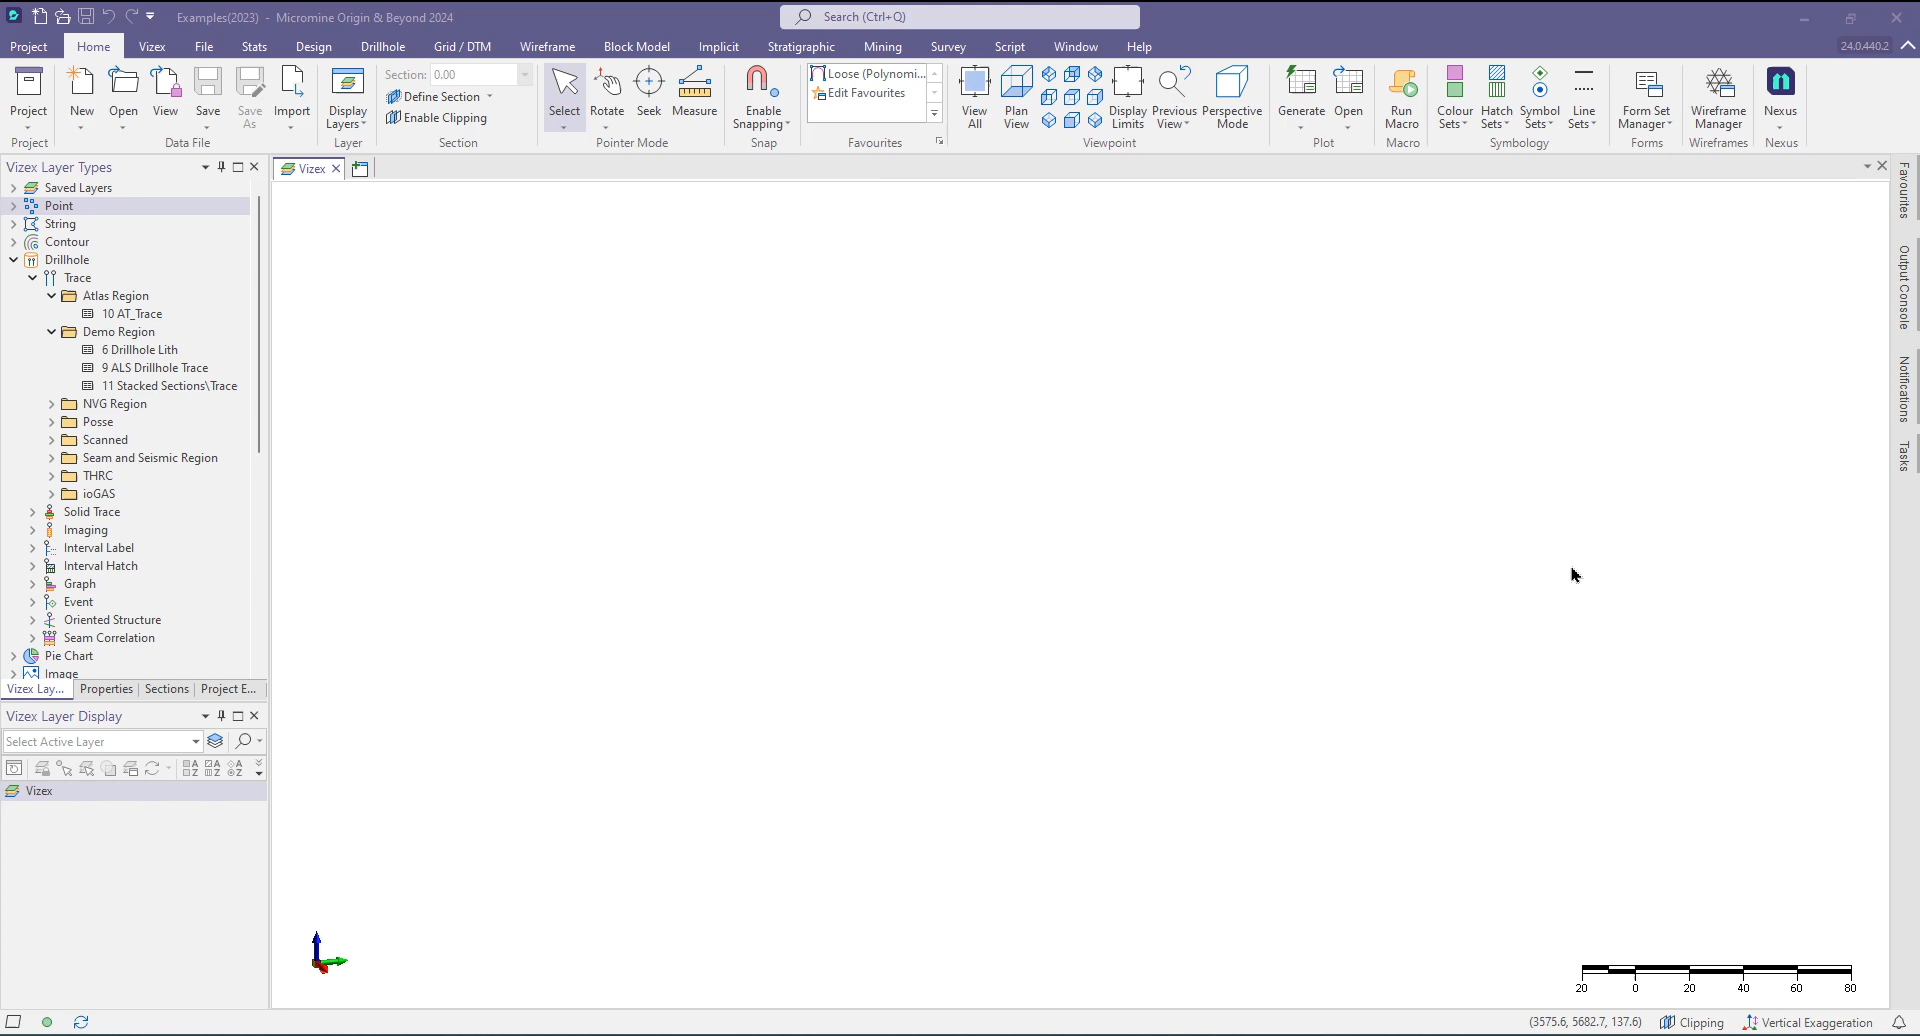 Examples(2023) - Micromine Origin & Beyond 2024
Search (Ctrl+Q)
Project Home Vizex File Stats Design Drillhole Grid / DTM Wireframe Block Model Implicit Stratigraphic Mining Survey Script Window Help 24.0.440.2
Project
New
Open
View
Save
Save As
Import
Display Layers
Section: 0.00
Define Section
Enable Clipping
Select
Rotate
Seek
Measure
Enable Snapping
Loose (Polynomi...
Edit Favourites
View All
Plan View
Display Limits
Previous View
Perspective Mode
Generate
Open
Run Macro
Colour Sets
Hatch Sets
Symbol Sets
Line Sets
Form Set Manager
Wireframe Manager
Nexus
Project Data File Layer Section Pointer Mode Snap Favourites Viewpoint Plot Macro Symbology Forms Wireframes Nexus
Vizex Layer Types
Saved Layers
Point
String
Contour
Drillhole
Trace
Atlas Region
10 AT_Trace
Demo Region
6 Drillhole Lith
9 ALS Drillhole Trace
11 Stacked Sections\Trace
NVG Region
Posse
Scanned
Seam and Seismic Region
THRC
ioGAS
Solid Trace
Imaging
Interval Label
Interval Hatch
Graph
Event
Oriented Structure
Seam Correlation
Pie Chart
Image
Vizex Lay... Properties Sections Project E...
Vizex Layer Display
Select Active Layer
Vizex
Vizex
Favourites
Output Console
Notifications
Tasks
20 0 20 40 60 80
(3575.6, 5682.7, 137.6) Clipping Vertical Exaggeration